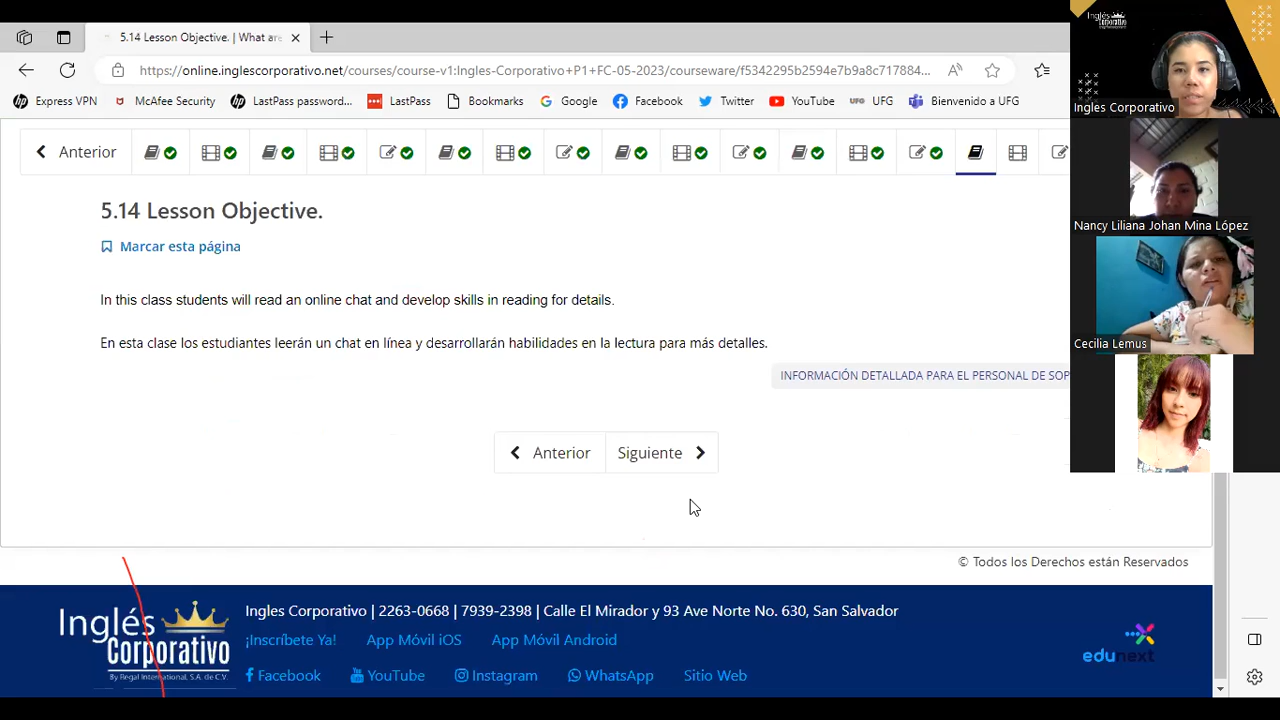 5.14 Lesson Objective. | What are
https://online.inglescorporativo.net/courses/course-v1:Ingles-Corporativo+P1+FC-05-2023/courseware/f5342295b2594e7b9a8c717884...
Express VPN McAfee Security LastPass password... LastPass Bookmarks Google Facebook Twitter YouTube UFG Bienvenido a UFG
Anterior
5.14 Lesson Objective.
Marcar esta página
In this class students will read an online chat and develop skills in reading for details.
En esta clase los estudiantes leerán un chat en línea y desarrollarán habilidades en la lectura para más detalles.
INFORMACIÓN DETALLADA PARA EL PERSONAL DE SOP
Anterior Siguiente
© Todos los Derechos están Reservados
Inglés
Corporativo
By Regal International, S.A. de C.V.
Ingles Corporativo | 2263-0668 | 7939-2398 | Calle El Mirador y 93 Ave Norte No. 630, San Salvador
¡Inscríbete Ya! App Móvil iOS App Móvil Android
Facebook YouTube Instagram WhatsApp Sitio Web
edunext
Inglés
Corporativo
Ingles Corporativo
Nancy Liliana Johan Mina López
Cecilia Lemus